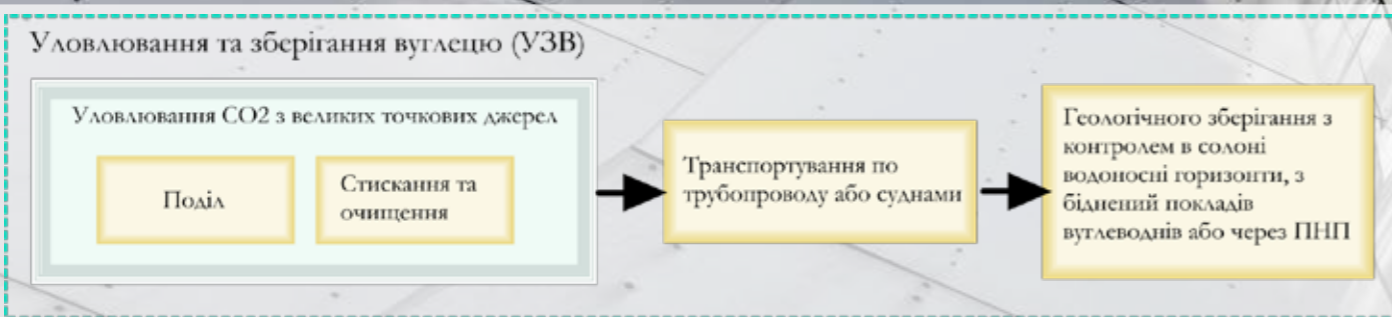 Уловлювання та зберігання вуглецю (УЗВ)
Уловлювання CO2 з великих точкових джерел
Поділ
Стискання та
очищення
Транспортування по
трубопроводу або суднами
Геологічного зберігання з
контролем в солоні
водоносні горизонти, з
біднений покладів
вуглеводнів або через ПНП